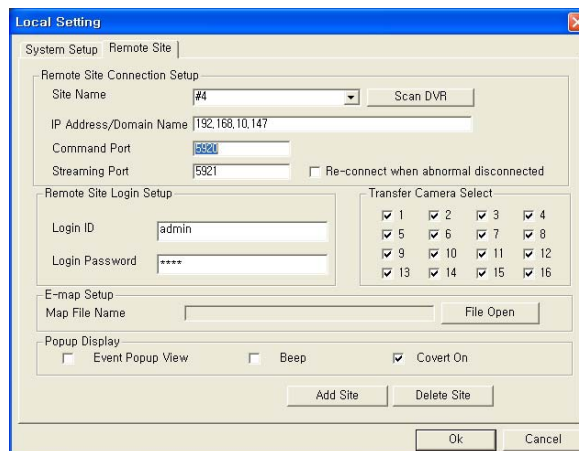 Local Setting
System Setup Remote Site
Remote Site Connection Setup
Site Name #4 Scan DVR
IP Address/Domain Name 192,168,10,147
Command Port 5920
Streaming Port 5921 Re-connect when abnormal disconnected
Remote Site Login Setup
Login ID admin
Login Password ****
Transfer Camera Select
1 2 3 4
5 6 7 8
9 10 11 12
13 14 15 16
E-map Setup
Map File Name File Open
Popup Display
Event Popup View Beep Covert On
Add Site Delete Site
Ok Cancel